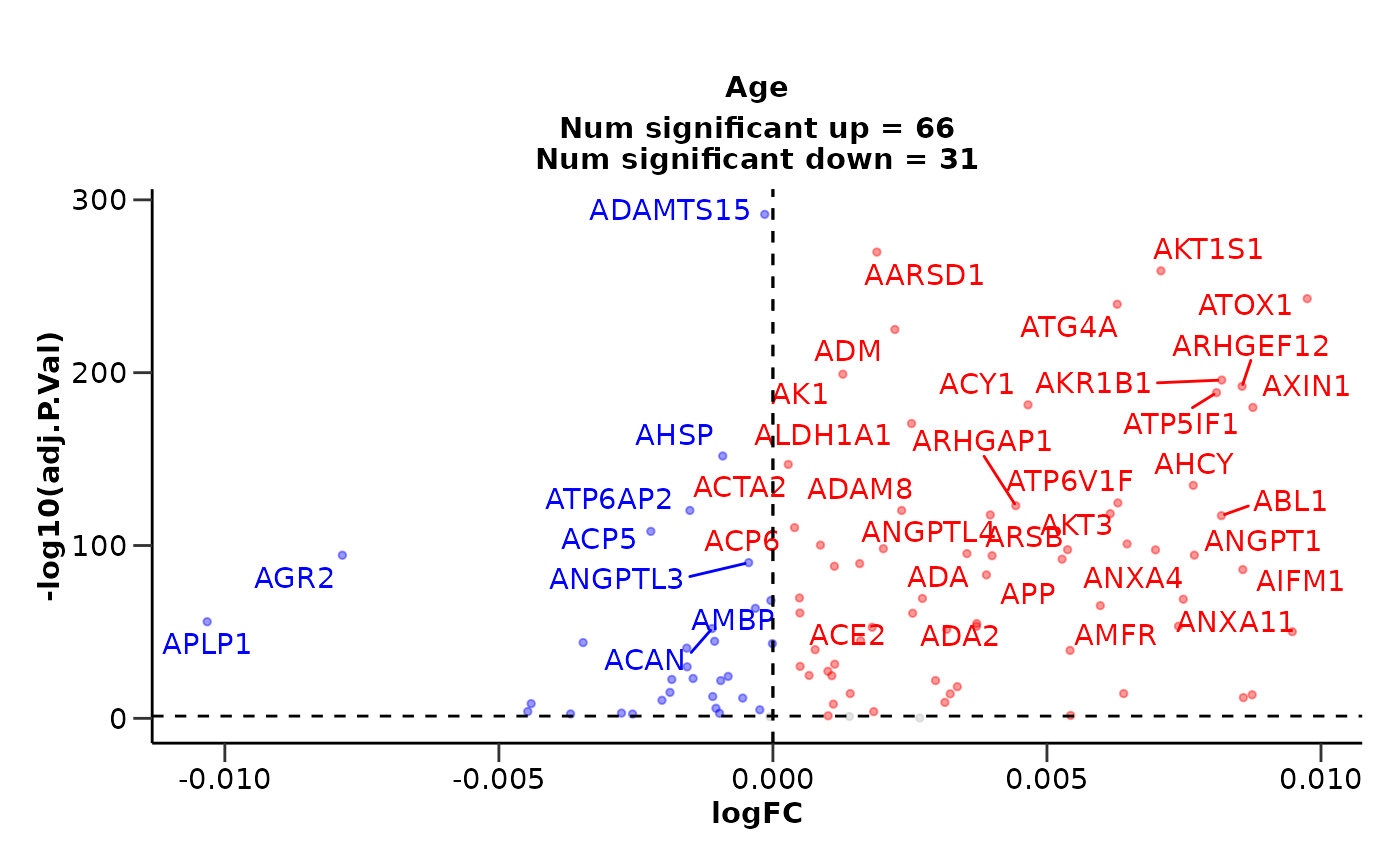 Age
Num significant up = 66
Num significant down = 31
-log10(adj.P.Val)
300
200
100
0
ADAMTS15
AKT1S1
AARSD1
ATOX1
ATG4A
ARHGEF12
ADM
AK1
ACY1
AKR1B1
AXIN1
ATP5IF1
AHSP
ALDH1A1
ARHGAP1
AHCY
ATP6V1F
ACTA2
ADAM8
ATP6AP2
ABL1
AKT3
ANGPTL4
ARSB
ACP5
ACP6
ANGPT1
AGR2
ANGPTL3
ADA
ANXA4
AIFM1
APP
AMBP
ANXA11
ACE2
ADA2
AMFR
APLP1
ACAN
-0.010
-0.005
0.000
0.005
0.010
logFC